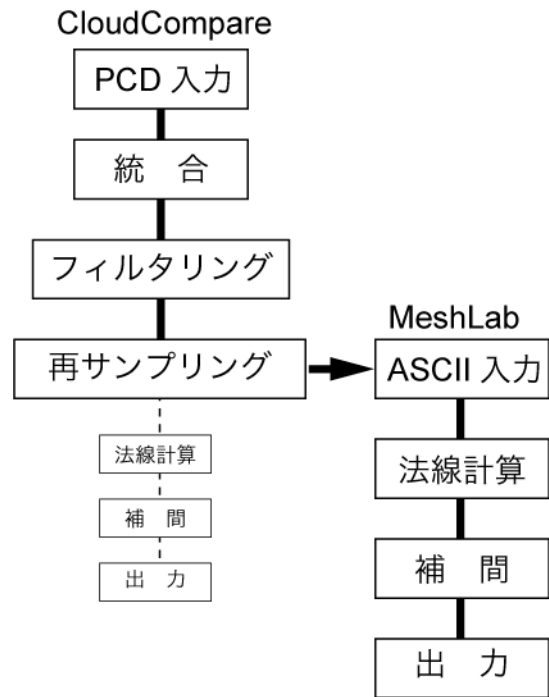 CloudCompare
PCD 入力
統　合
フィルタリング
再サンプリング
法線計算
補　間
出　力
MeshLab
ASCII 入力
法線計算
補　間
出　力